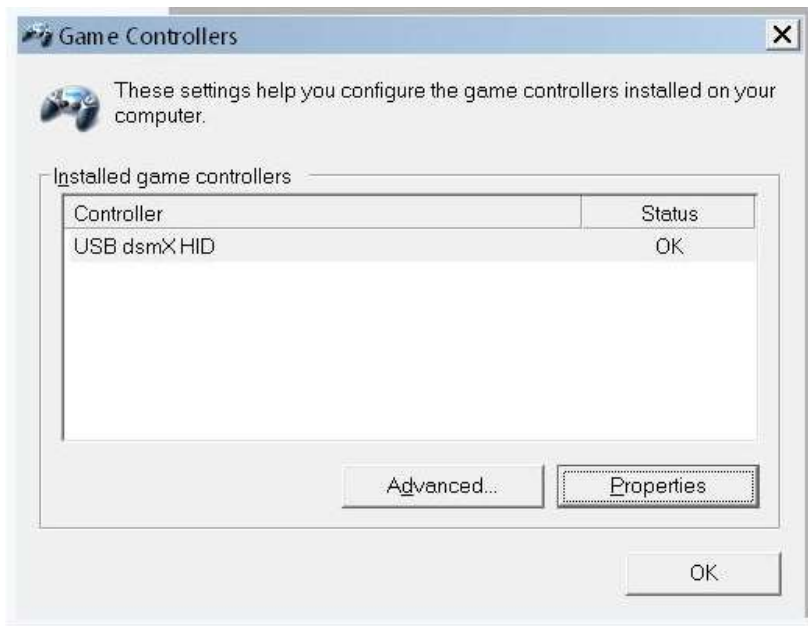 Game Controllers
These settings help you configure the game controllers installed on your
computer.
Installed game controllers
Controller Status
USB dsmX HID OK
Advanced... Properties
OK